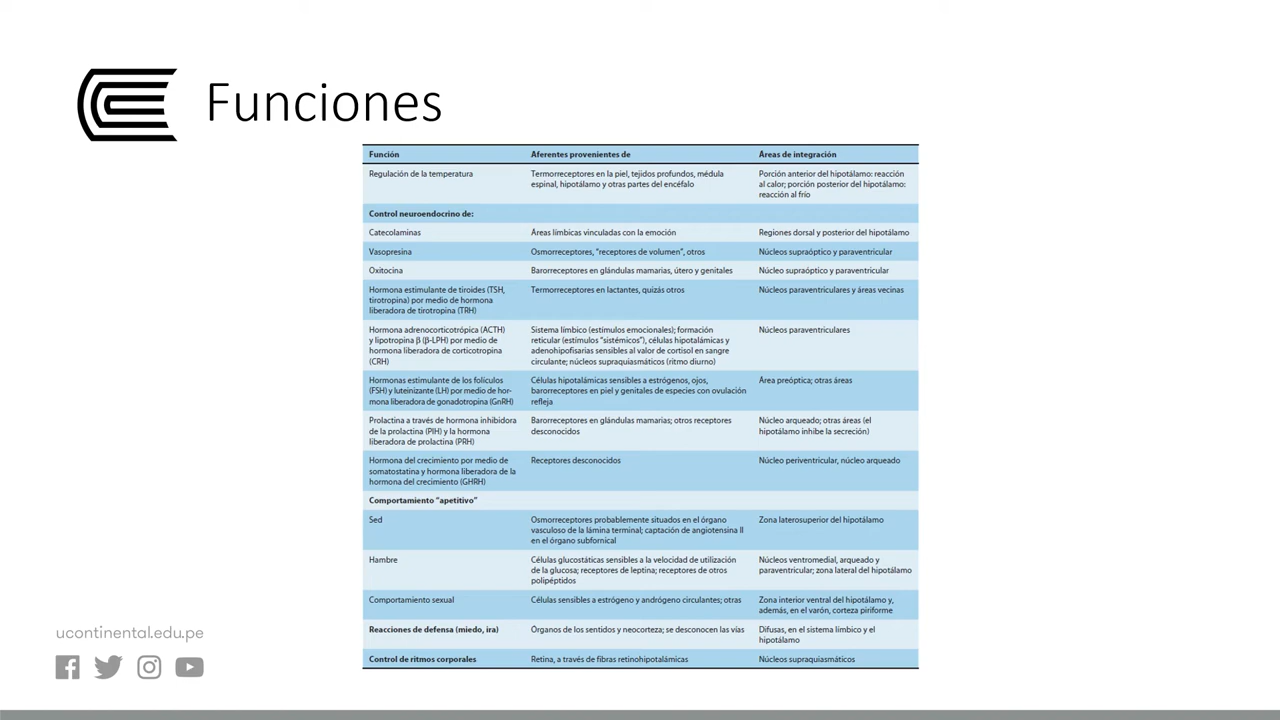 Funciones
Función Aferentes provenientes de Áreas de integración
Regulación de la temperatura
Termorreceptores en la piel, tejidos profundos, médula
espinal, hipotálamo y otras partes del encéfalo
Porción anterior del hipotálamo: reacción
al calor; porción posterior del hipotálamo:
reacción al frío
Control neuroendocrino de:
Catecolaminas
Áreas límbicas vinculadas con la emoción
Regiones dorsal y posterior del hipotálamo
Vasopresina
Osmorreceptores, “receptores de volumen”, otros
Núcleos supraóptico y paraventricular
Oxitocina
Barorreceptores en glándulas mamarias, útero y genitales
Núcleo supraóptico y paraventricular
Hormona estimulante de tiroides (TSH,
tirotropina) por medio de hormona
liberadora de tirotropina (TRH)
Termorreceptores en lactantes, quizás otros
Núcleos paraventriculares y áreas vecinas
Hormona adrenocorticotrópica (ACTH)
y lipotropina β (β-LPH) por medio de
hormona liberadora de corticotropina
(CRH)
Sistema límbico (estímulos emocionales); formación
reticular (estímulos “sistémicos”), células hipotalámicas y
adenohipofisarias sensibles al valor de cortisol en sangre
circulante; núcleos supraquiasmáticos (ritmo diurno)
Núcleos paraventriculares
Hormonas estimulante de los folículos
(FSH) y luteinizante (LH) por medio de hor-
mona liberadora de gonadotropina (GnRH)
Células hipotalámicas sensibles a estrógenos, ojos,
barorreceptores en piel y genitales de especies con ovulación
refleja
Área preóptica; otras áreas
Prolactina a través de hormona inhibidora
de la prolactina (PIH) y la hormona
liberadora de prolactina (PRH)
Barorreceptores en glándulas mamarias; otros receptores
desconocidos
Núcleo arqueado; otras áreas (el
hipotálamo inhibe la secreción)
Hormona del crecimiento por medio de
somatostatina y hormona liberadora de la
hormona del crecimiento (GHRH)
Receptores desconocidos
Núcleo periventricular, núcleo arqueado
Comportamiento “apetitivo”
Sed
Osmorreceptores probablemente situados en el órgano
vasculoso de la lámina terminal; captación de angiotensina II
en el órgano subfornical
Zona laterosuperior del hipotálamo
Hambre
Células glucostáticas sensibles a la velocidad de utilización
de la glucosa; receptores de leptina; receptores de otros
polipéptidos
Núcleos ventromedial, arqueado y
paraventricular; zona lateral del hipotálamo
Comportamiento sexual
Células sensibles a estrógeno y andrógeno circulantes; otras
Zona interior ventral del hipotálamo y,
además, en el varón, corteza piriforme
Reacciones de defensa (miedo, ira)
Órganos de los sentidos y neocorteza; se desconocen las vías
Difusas, en el sistema límbico y el
hipotálamo
Control de ritmos corporales
Retina, a través de fibras retinohipotalámicas
Núcleos supraquiasmáticos
ucontinental.edu.pe